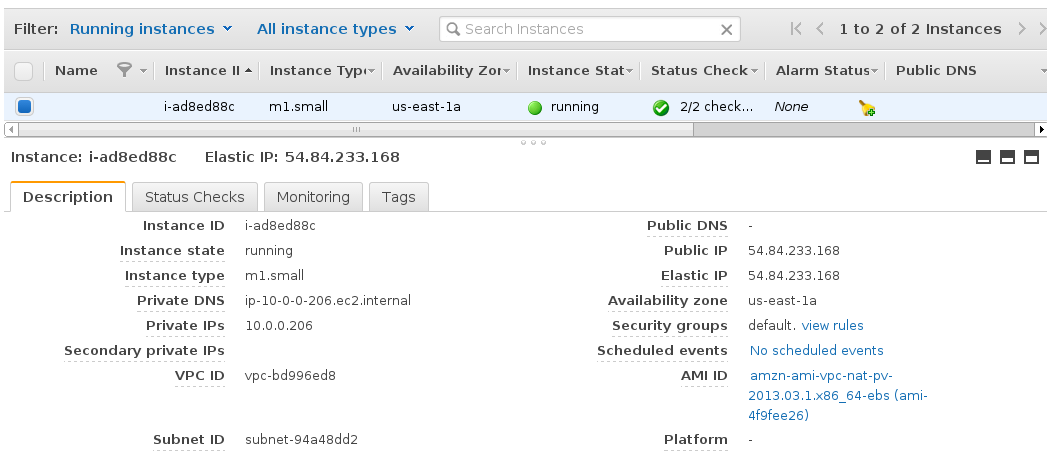 Filter: Running instances All instance types Search Instances 1 to 2 of 2 Instances
Name Instance II Instance Type Availability Zor Instance Stat Status Check Alarm Status Public DNS
i-ad8ed88c m1.small us-east-1a running 2/2 check... None
Instance: i-ad8ed88c Elastic IP: 54.84.233.168
Description Status Checks Monitoring Tags
Instance ID i-ad8ed88c Public DNS -
Instance state running Public IP 54.84.233.168
Instance type m1.small Elastic IP 54.84.233.168
Private DNS ip-10-0-0-206.ec2.internal Availability zone us-east-1a
Private IPs 10.0.0.206 Security groups default. view rules
Secondary private IPs Scheduled events No scheduled events
VPC ID vpc-bd996ed8 AMI ID amzn-ami-vpc-nat-pv-
2013.03.1.x86_64-ebs (ami-
4f9fee26)
Subnet ID subnet-94a48dd2 Platform -